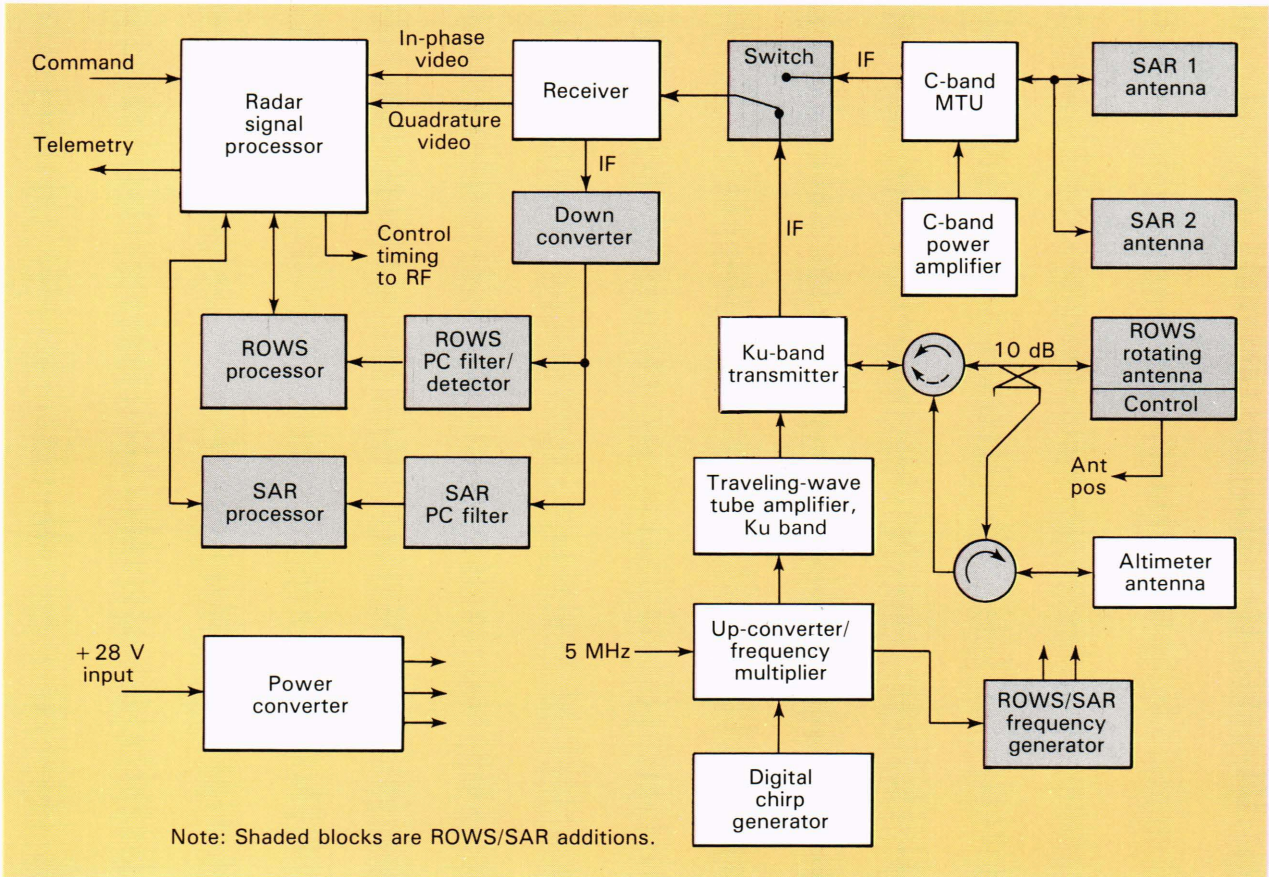 Command
Telemetry
Radar
signal
processor
In-phase
video
Quadrature
video
Receiver
IF
Down
converter
Control
timing
to RF
ROWS
processor
ROWS
PC filter/
detector
SAR
processor
SAR
PC filter
+28 V
input
Power
converter
Switch
IF
C-band
MTU
SAR 1
antenna
C-band
power
amplifier
SAR 2
antenna
IF
Ku-band
transmitter
10 dB
ROWS
rotating
antenna
Control
Ant
pos
Traveling-wave
tube amplifier,
Ku band
Altimeter
antenna
5 MHz
Up-converter/
frequency
multiplier
ROWS/SAR
frequency
generator
Digital
chirp
generator
Note: Shaded blocks are ROWS/SAR additions.